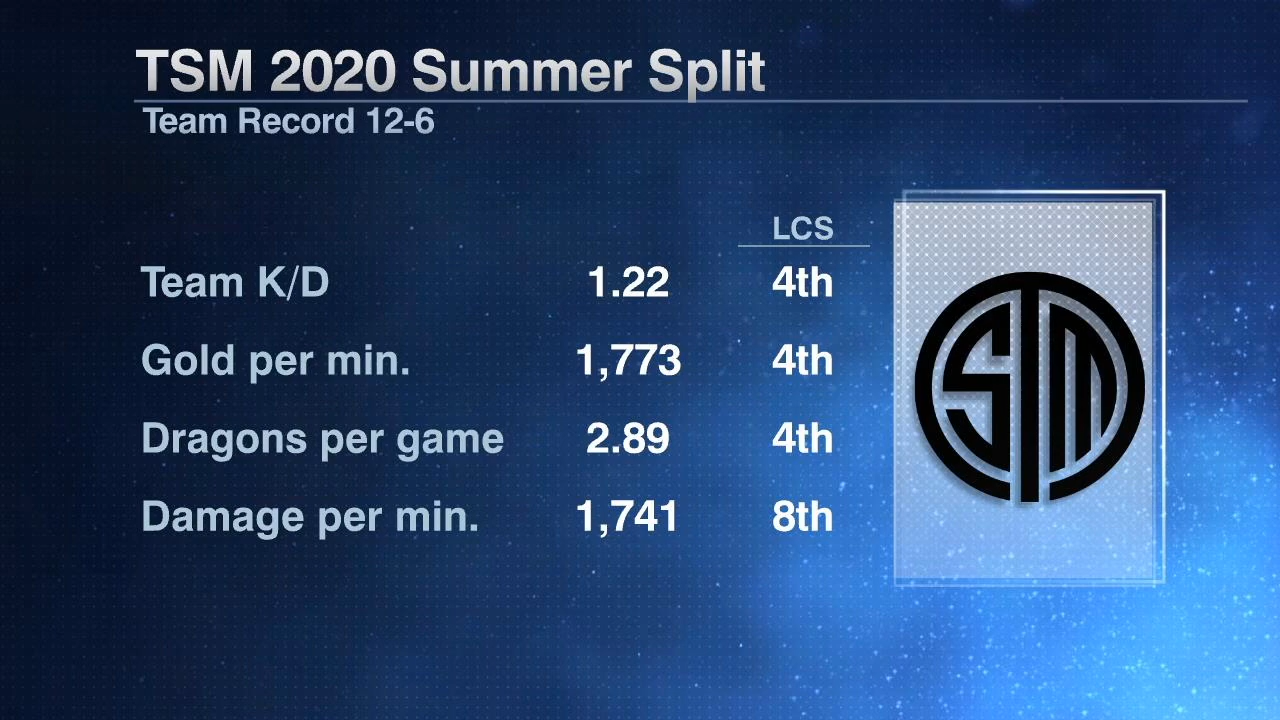 TSM 2020 Summer Split
Team Record 12-6
LCS
Team K/D 1.22 4th
Gold per min. 1,773 4th
Dragons per game 2.89 4th
Damage per min. 1,741 8th
TSM